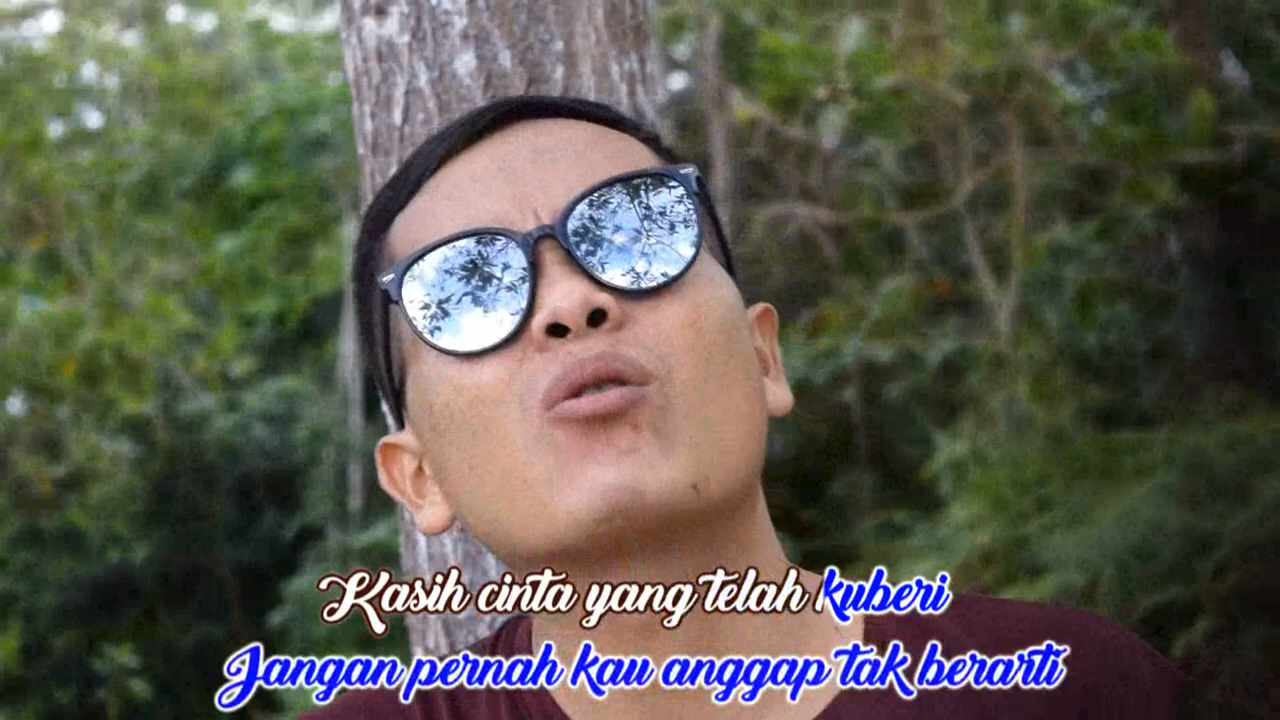 Kasih cinta yang telah kuberi
Jangan pernah kau anggap tak berarti